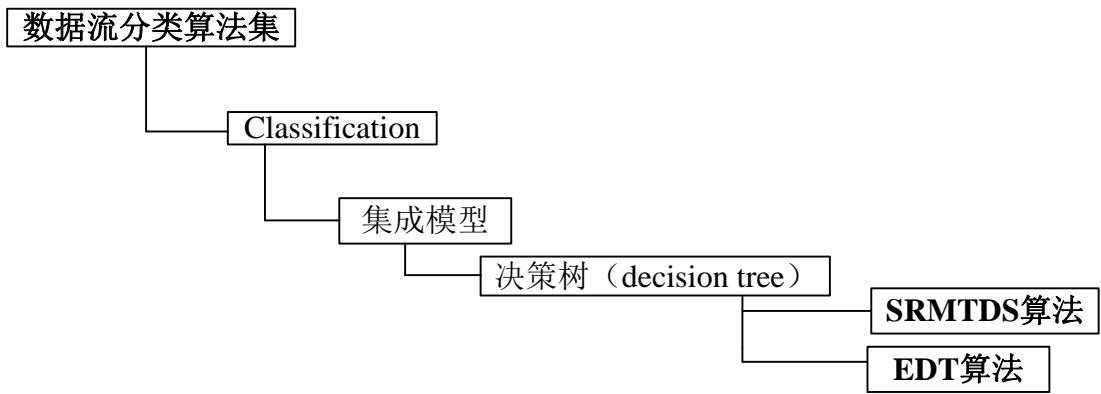 数据流分类算法集
Classification
集成模型
决策树（decision tree）
SRMTDS算法
EDT算法